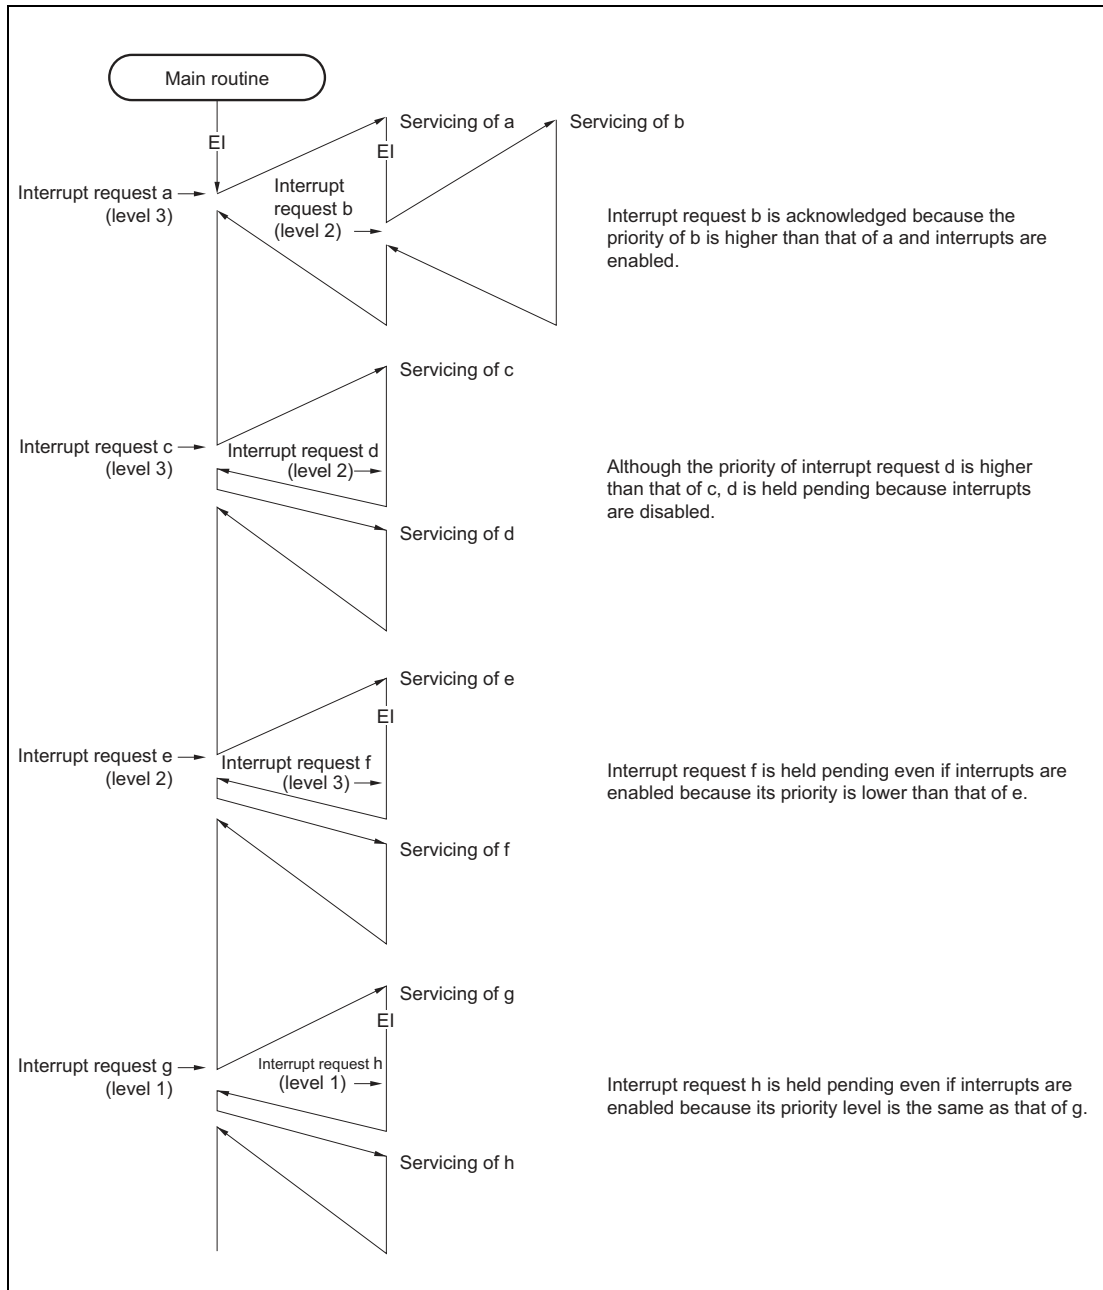 Main routine
EI
Servicing of a
Servicing of b
EI
Interrupt request a
(level 3)
Interrupt
request b
(level 2)
Interrupt request b is acknowledged because the
priority of b is higher than that of a and interrupts are
enabled.
Servicing of c
Interrupt request c
(level 3)
Interrupt request d
(level 2)
Although the priority of interrupt request d is higher
than that of c, d is held pending because interrupts
are disabled.
Servicing of d
Servicing of e
EI
Interrupt request e
(level 2)
Interrupt request f
(level 3)
Interrupt request f is held pending even if interrupts are
enabled because its priority is lower than that of e.
Servicing of f
Servicing of g
EI
Interrupt request g
(level 1)
Interrupt request h
(level 1)
Interrupt request h is held pending even if interrupts are
enabled because its priority level is the same as that of g.
Servicing of h